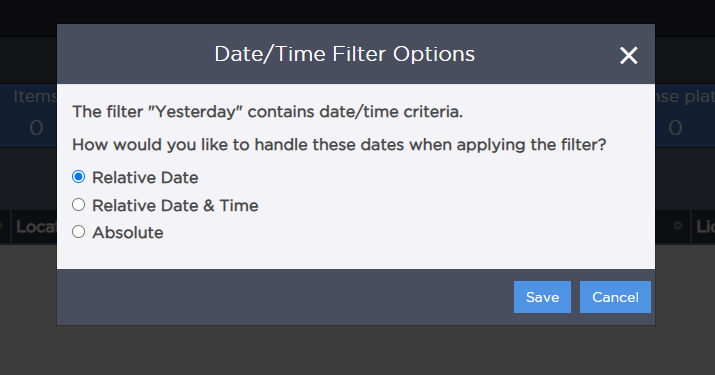 Date/Time Filter Options
Items
0
0
The filter "Yesterday" contains date/time criteria.
How would you like to handle these dates when applying the filter?
Relative Date
Relative Date & Time
Absolute
Save
Cancel